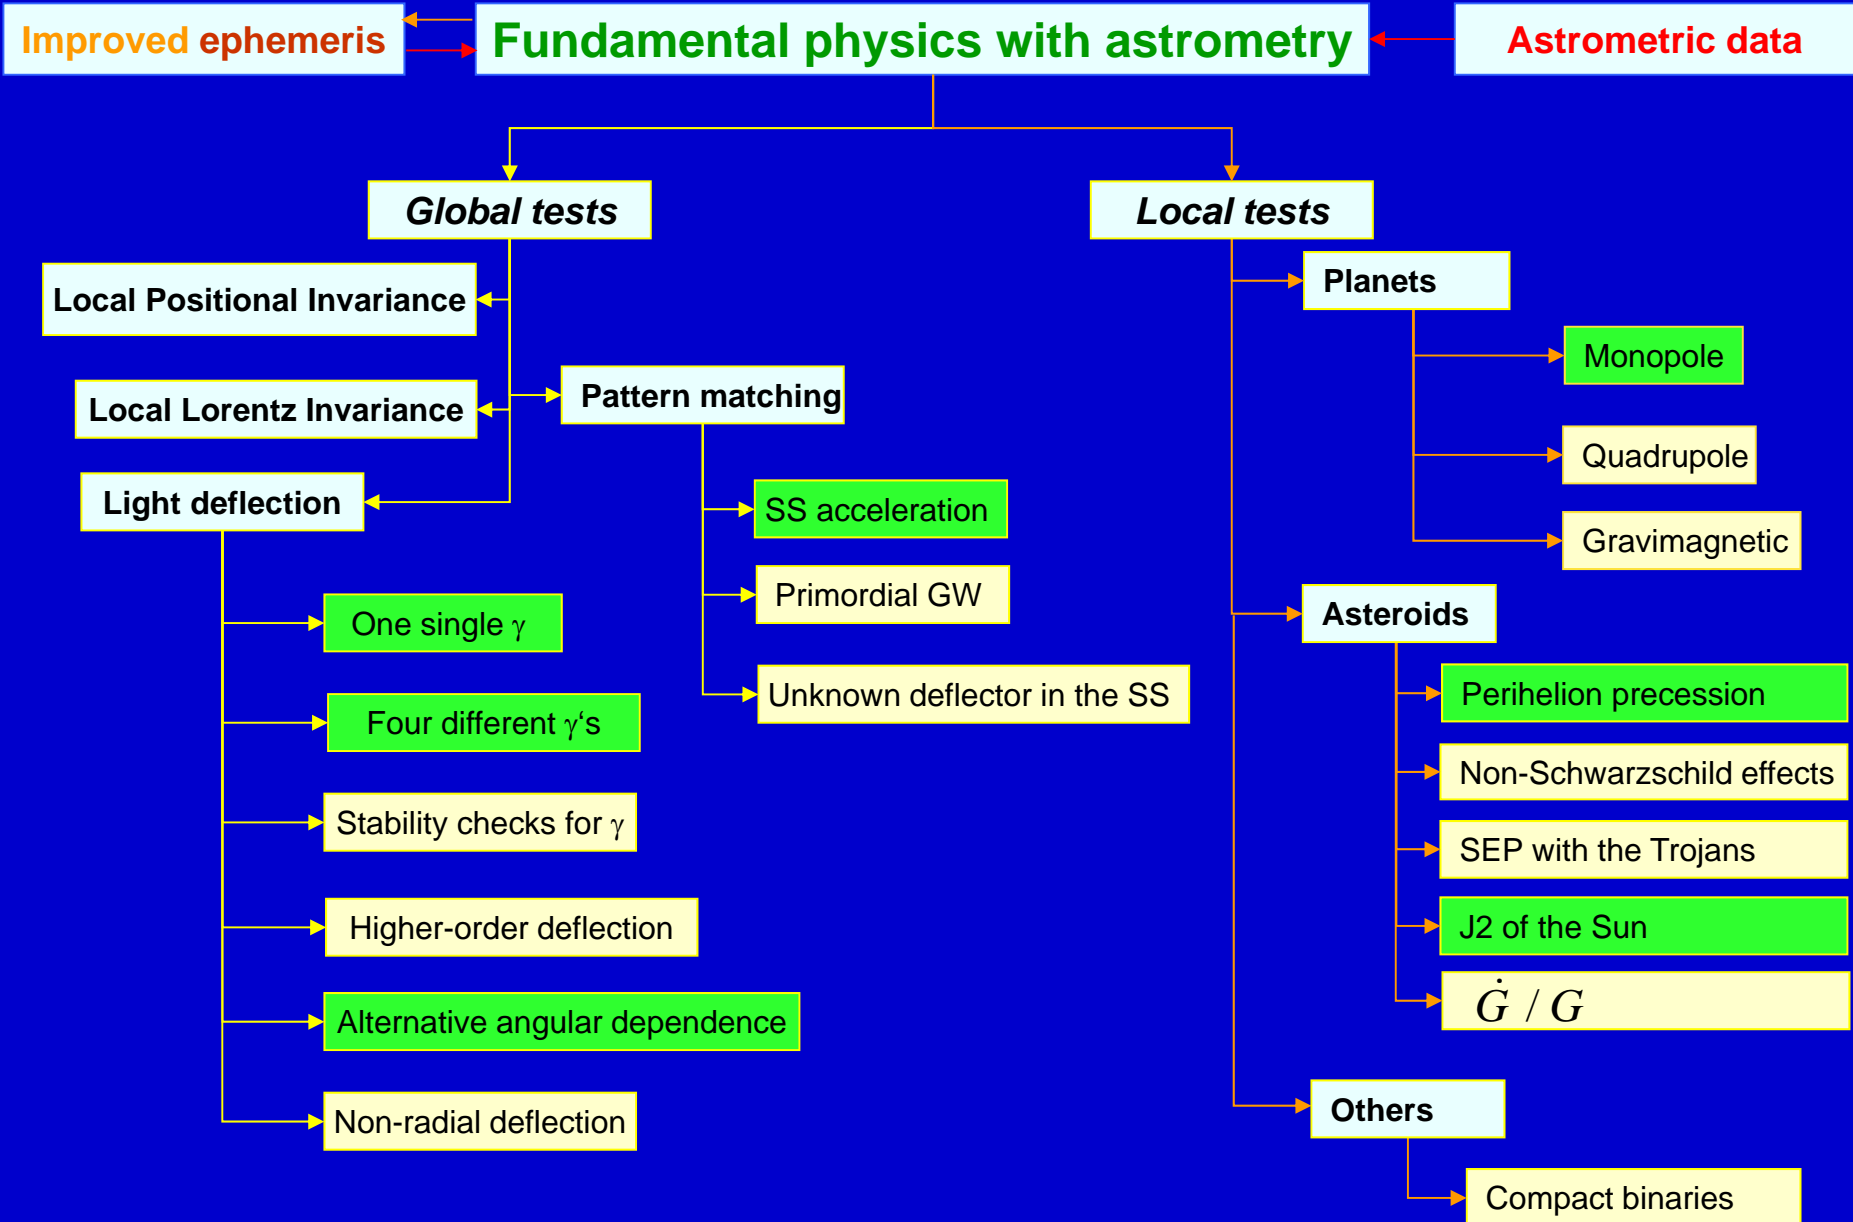 Improved ephemeris
Fundamental physics with astrometry
Astrometric data
Global tests
Local Positional Invariance
Local Lorentz Invariance
Pattern matching
SS acceleration
Primordial GW
Unknown deflector in the SS
Light deflection
One single γ
Four different γ‘s
Stability checks for γ
Higher-order deflection
Alternative angular dependence
Non-radial deflection
Local tests
Planets
Monopole
Quadrupole
Gravimagnetic
Asteroids
Perihelion precession
Non-Schwarzschild effects
SEP with the Trojans
J2 of the Sun
Ġ / G
Others
Compact binaries